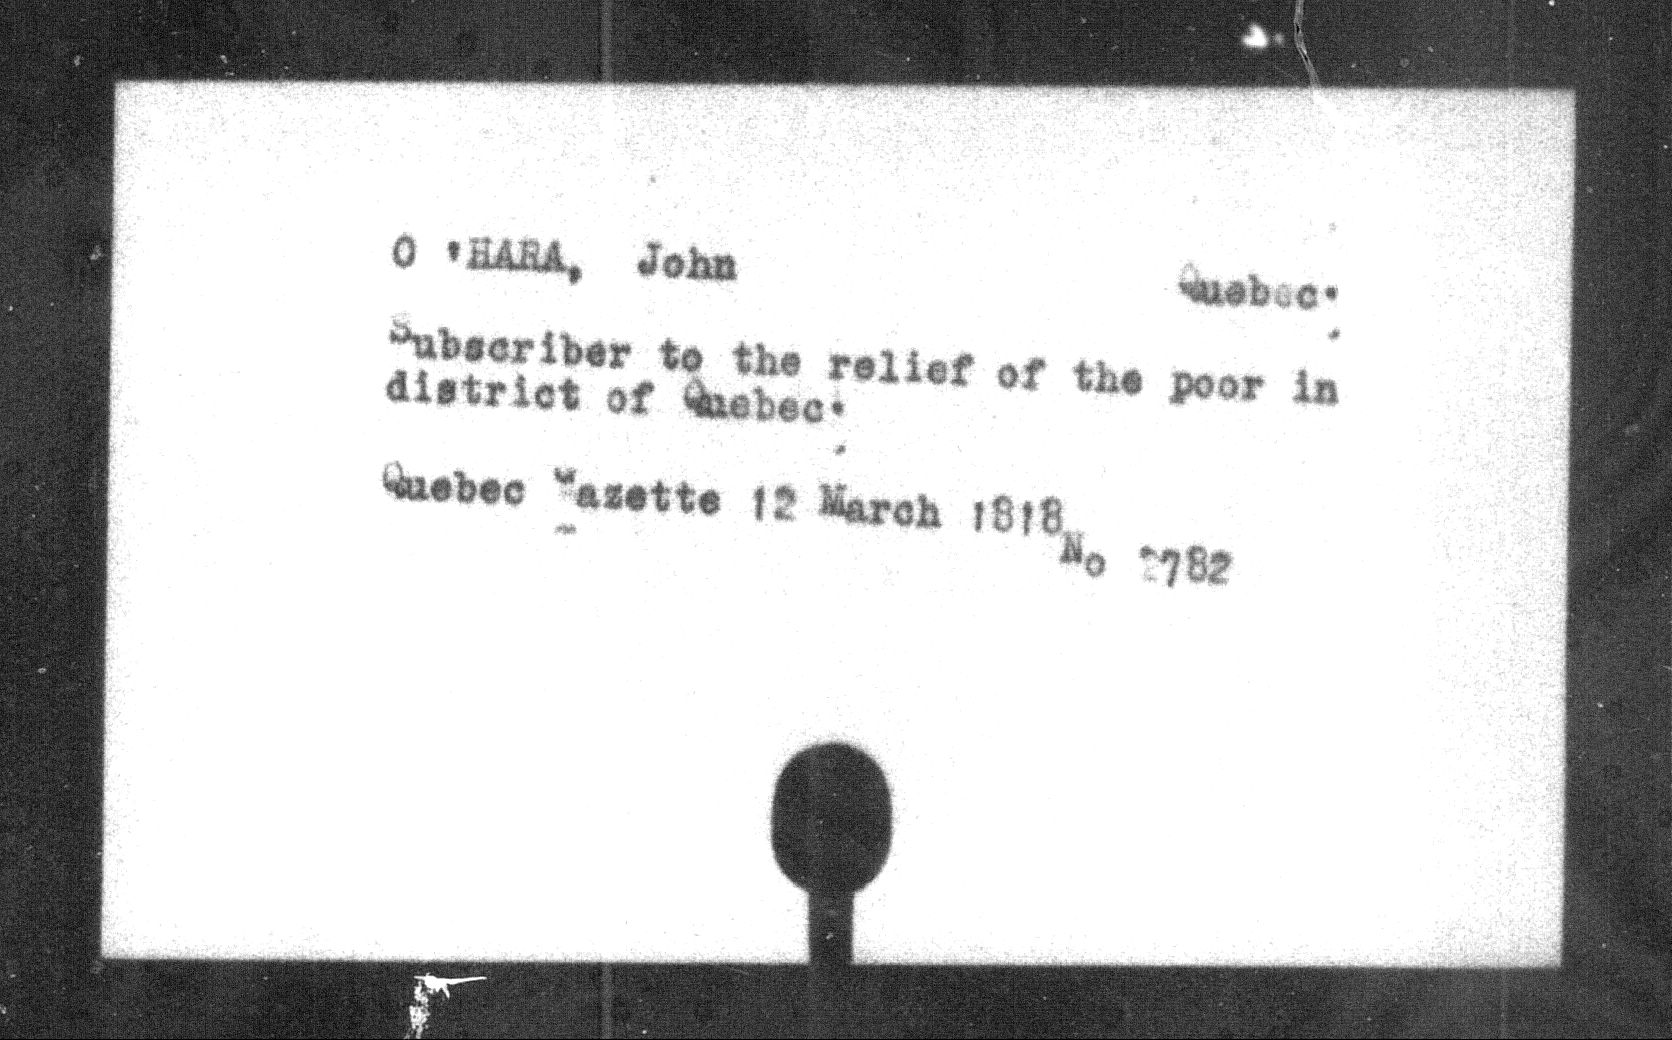 O 'HARA, John
Quebec.
Subscriber to the relief of the poor in
district of Quebec.
Quebec Gazette 12 March 1818
No 2782